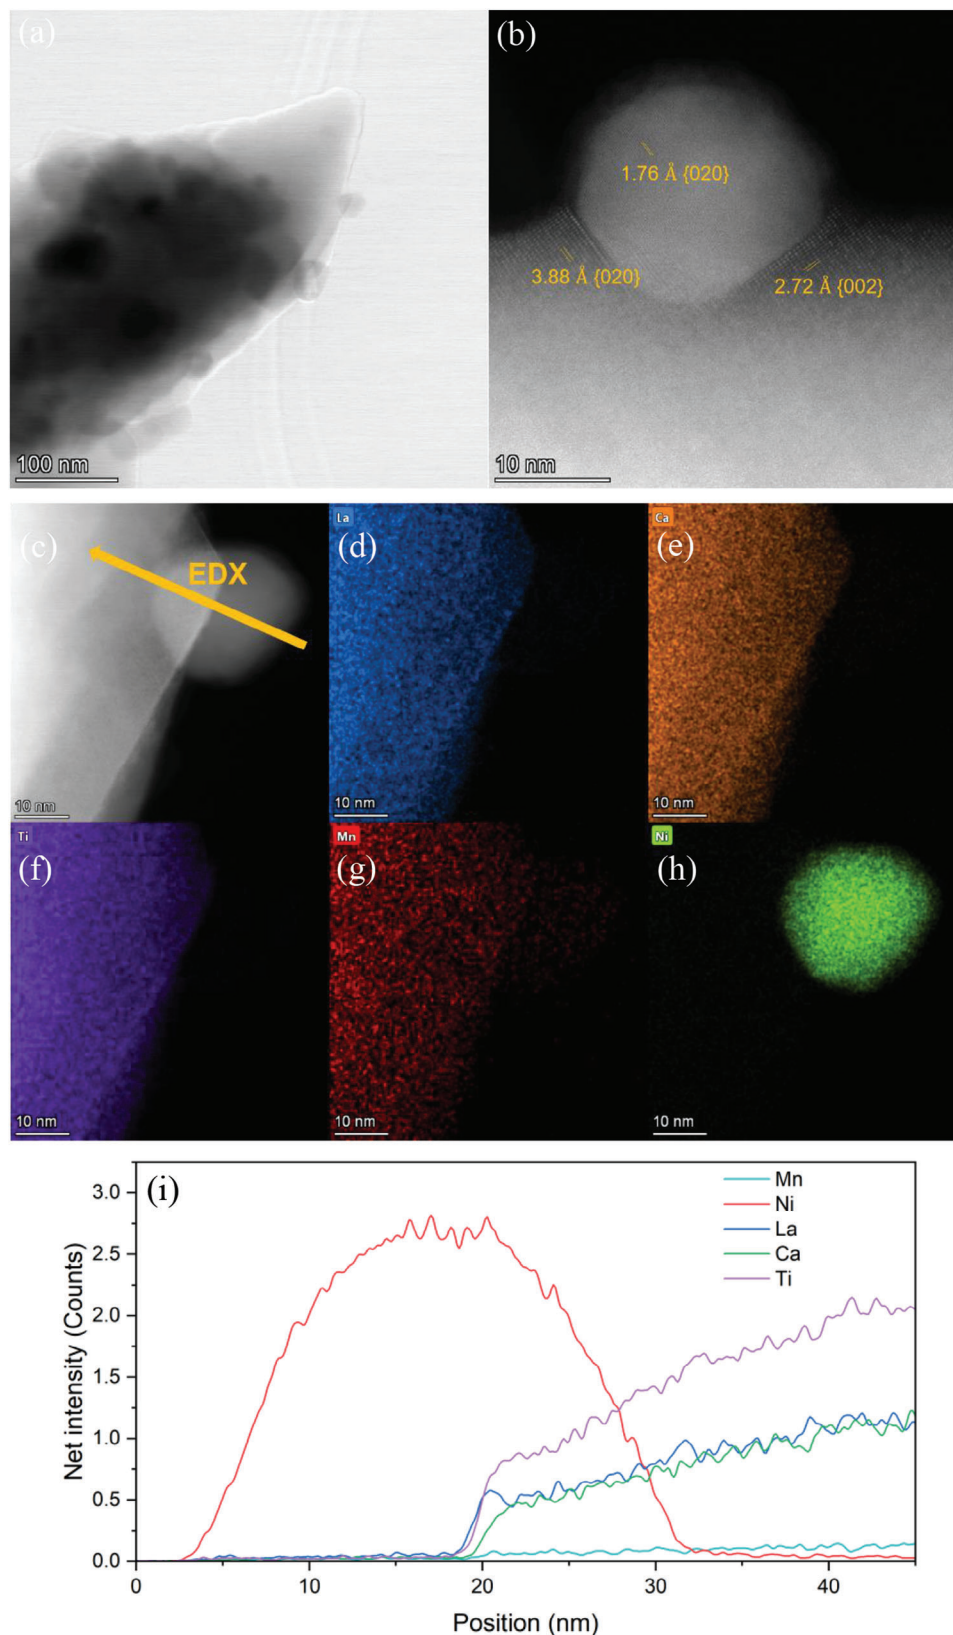 (a)
100 nm
(b)
1.76 Å {020}
3.88 Å {020}
2.72 Å {002}
10 nm
(c)
EDX
10 nm
La
(d)
10 nm
Ca
(e)
10 nm
Ti
(f)
10 nm
Mn
(g)
10 nm
Ni
(h)
10 nm
(i)
Mn
Ni
La
Ca
Ti
3.0
2.5
2.0
1.5
1.0
0.5
0.0
Net intensity (Counts)
0 10 20 30 40
Position (nm)